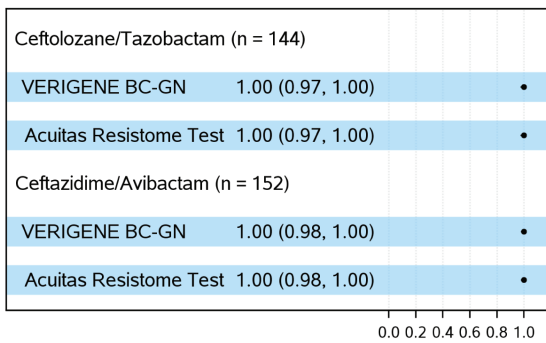 Ceftolozane/Tazobactam (n = 144)
VERIGENE BC-GN 1.00 (0.97, 1.00)
Acuitas Resistome Test 1.00 (0.97, 1.00)
Ceftazidime/Avibactam (n = 152)
VERIGENE BC-GN 1.00 (0.98, 1.00)
Acuitas Resistome Test 1.00 (0.98, 1.00)
0.0 0.2 0.4 0.6 0.8 1.0